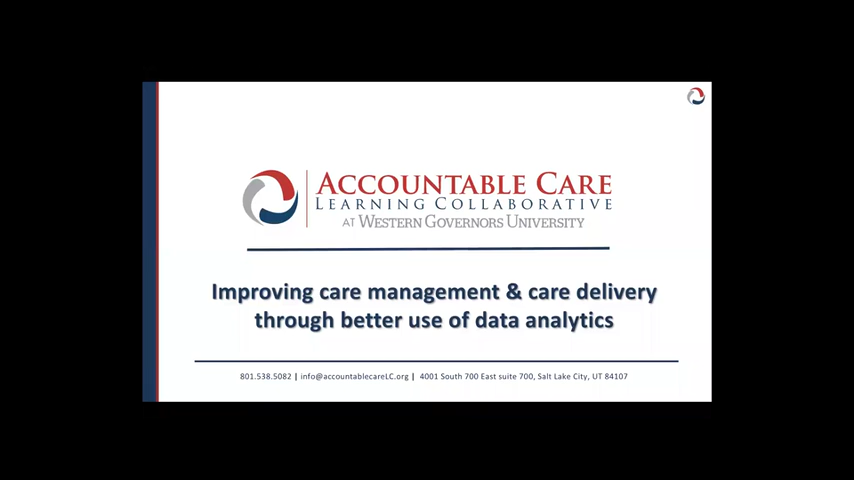 ACCOUNTABLE CARE
LEARNING COLLABORATIVE
AT WESTERN GOVERNORS UNIVERSITY
Improving care management & care delivery
through better use of data analytics
801.538.5082 | info@accountablecareLC.org | 4001 South 700 East suite 700, Salt Lake City, UT 84107